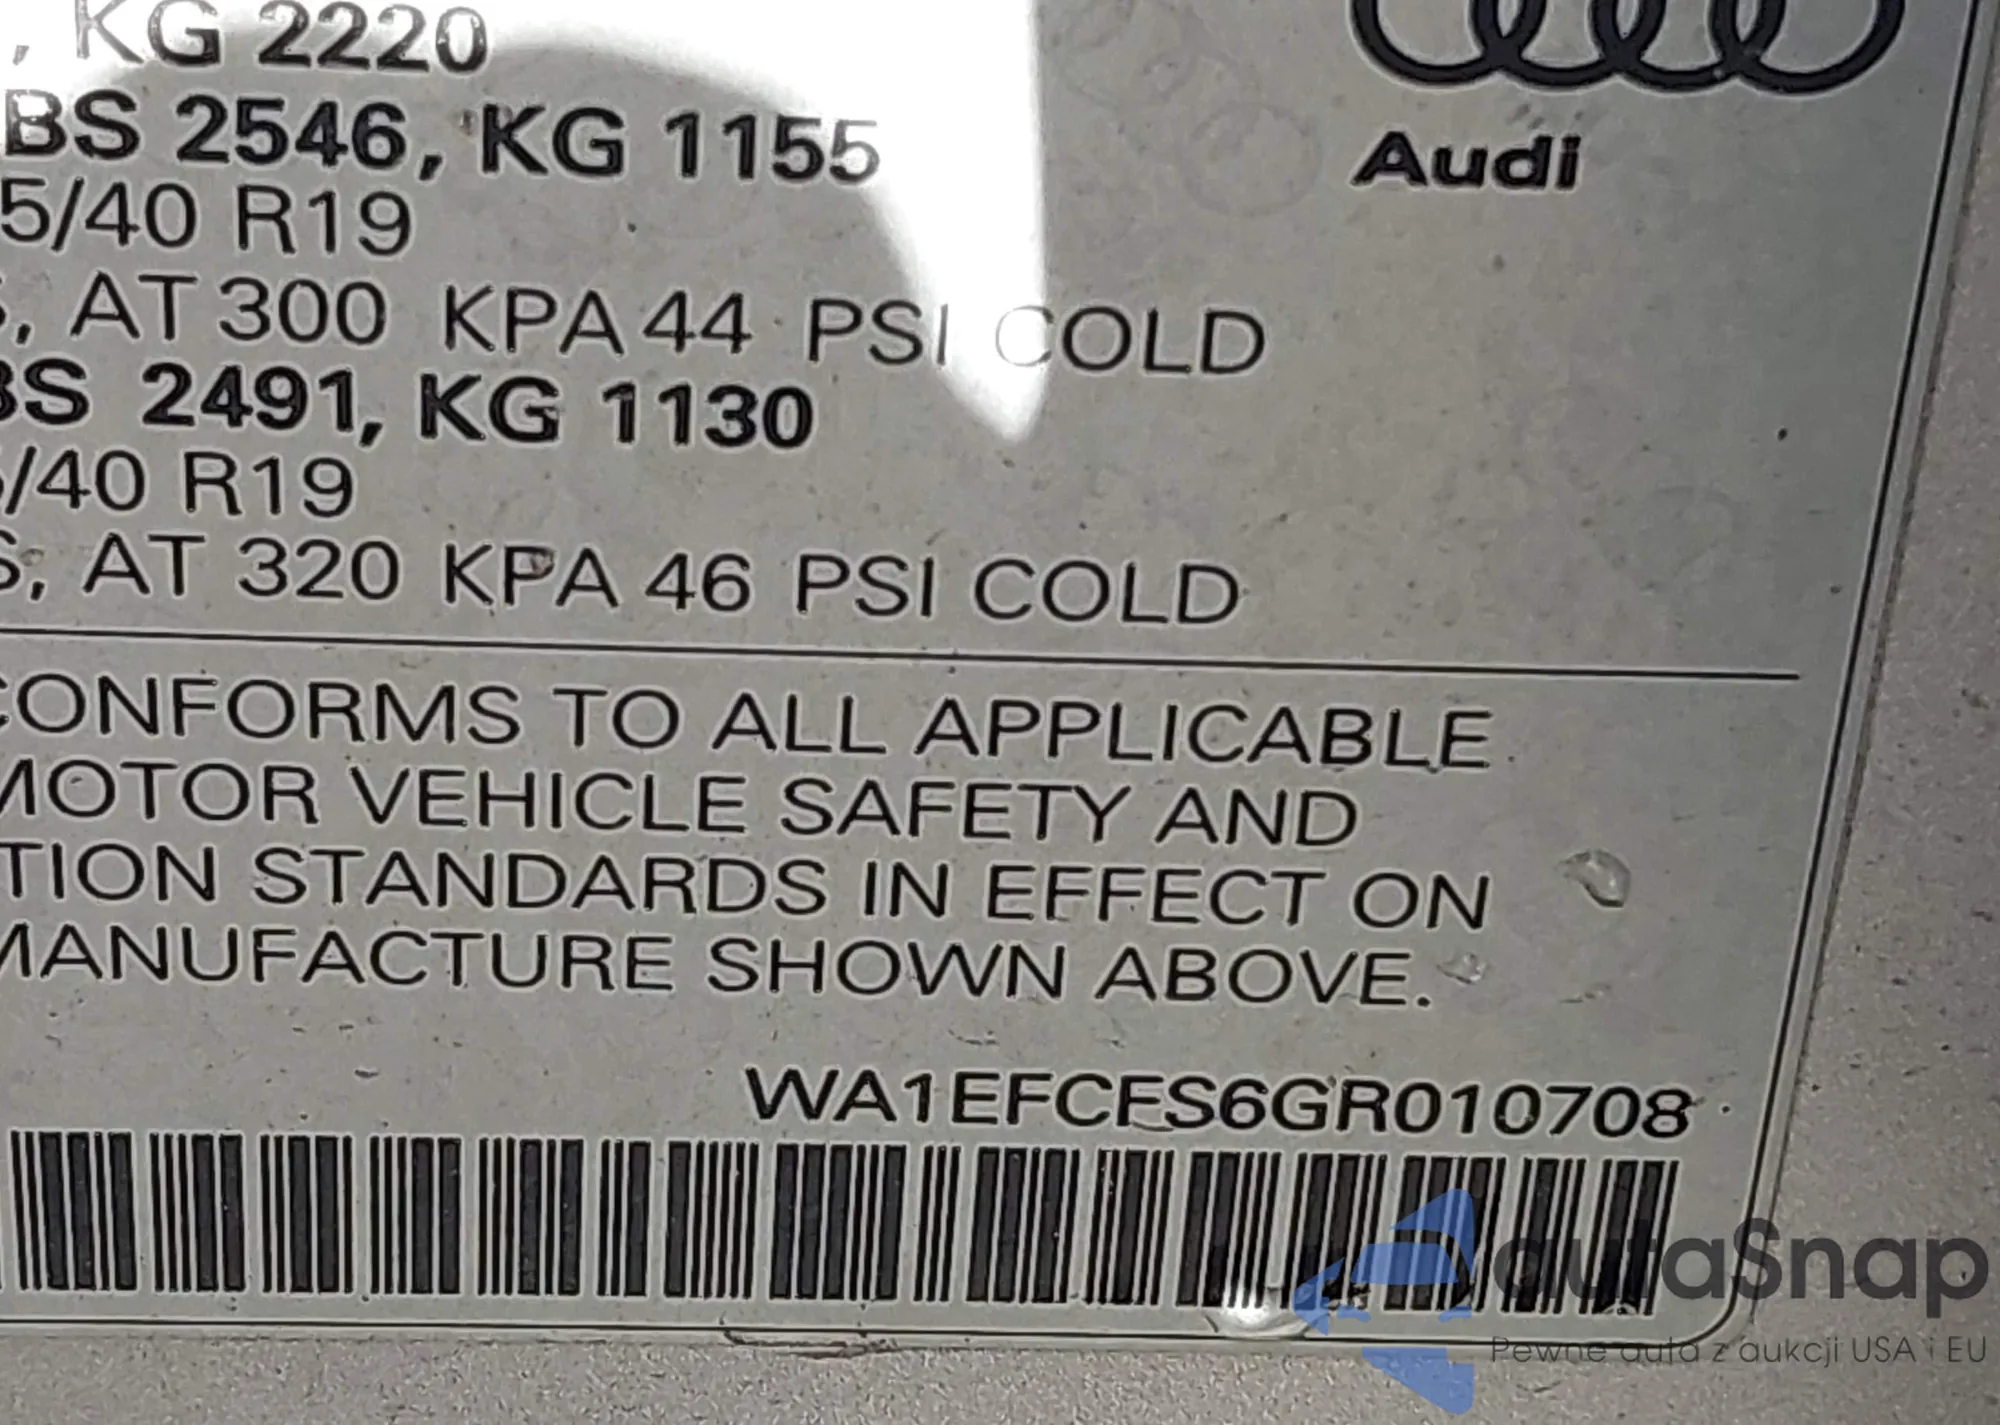 , KG 2220
BS 2546, KG 1155
Audi
5/40 R19
, AT 300 KPA 44 PSI COLD
BS 2491, KG 1130
/40 R19
S, AT 320 KPA 46 PSI COLD
CONFORMS TO ALL APPLICABLE
MOTOR VEHICLE SAFETY AND
TION STANDARDS IN EFFECT ON
MANUFACTURE SHOWN ABOVE.
WA1EFCFS6GR010708
autaSnap
Pewne auta z aukcji USA i EU